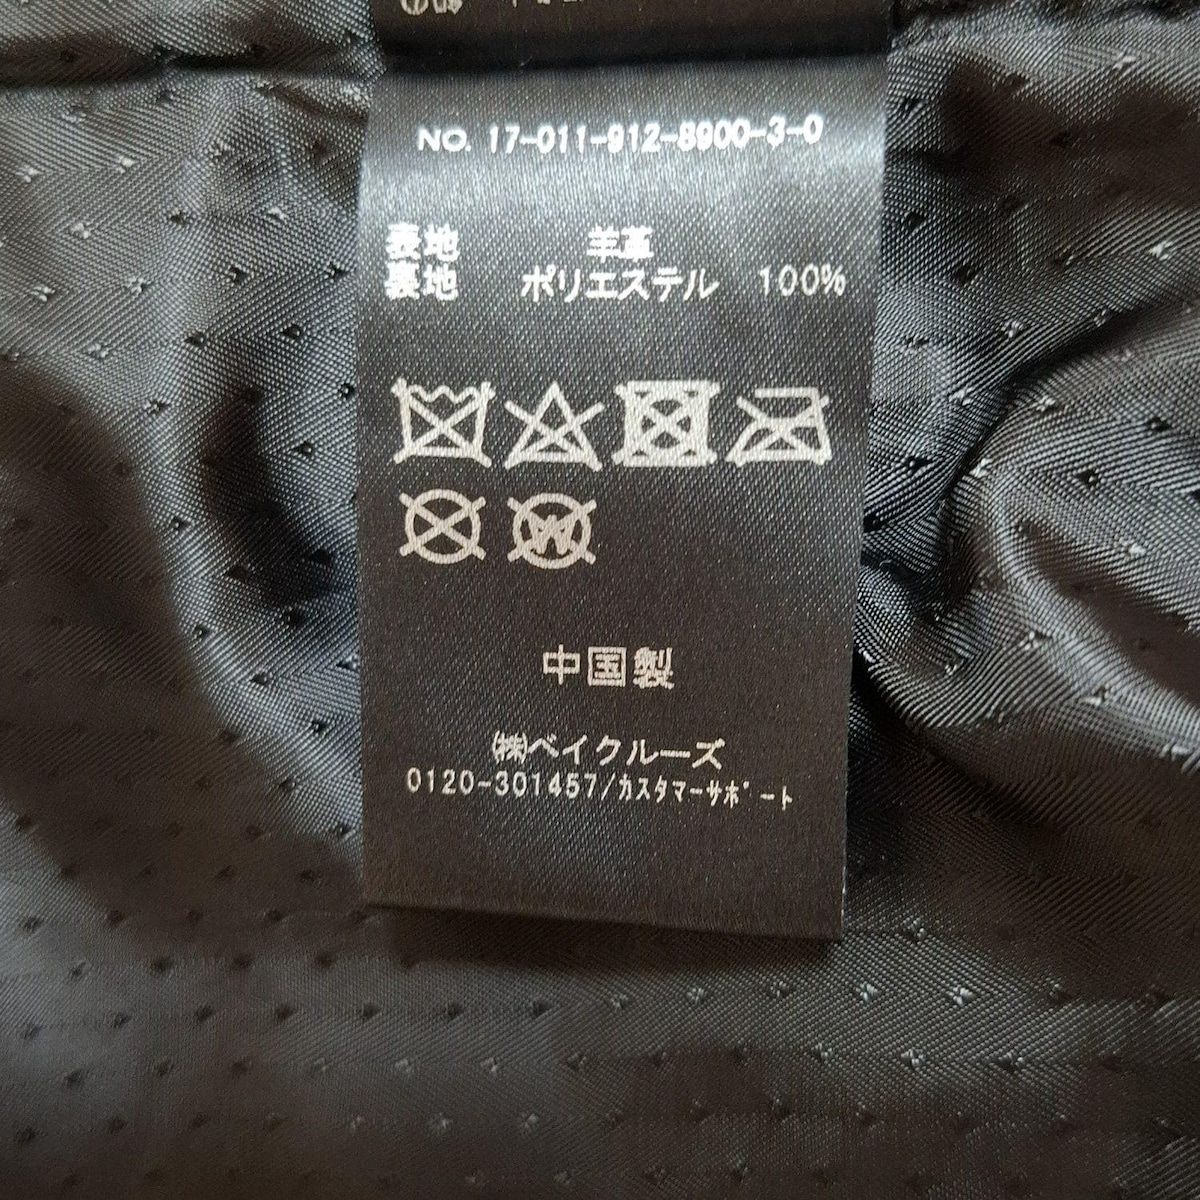 NO. 17-011-912-8900-3-0
表地 羊革
裏地 ポリエステル 100%
中国製
㈱ベイクルーズ
0120-301457/カスタマーサポート